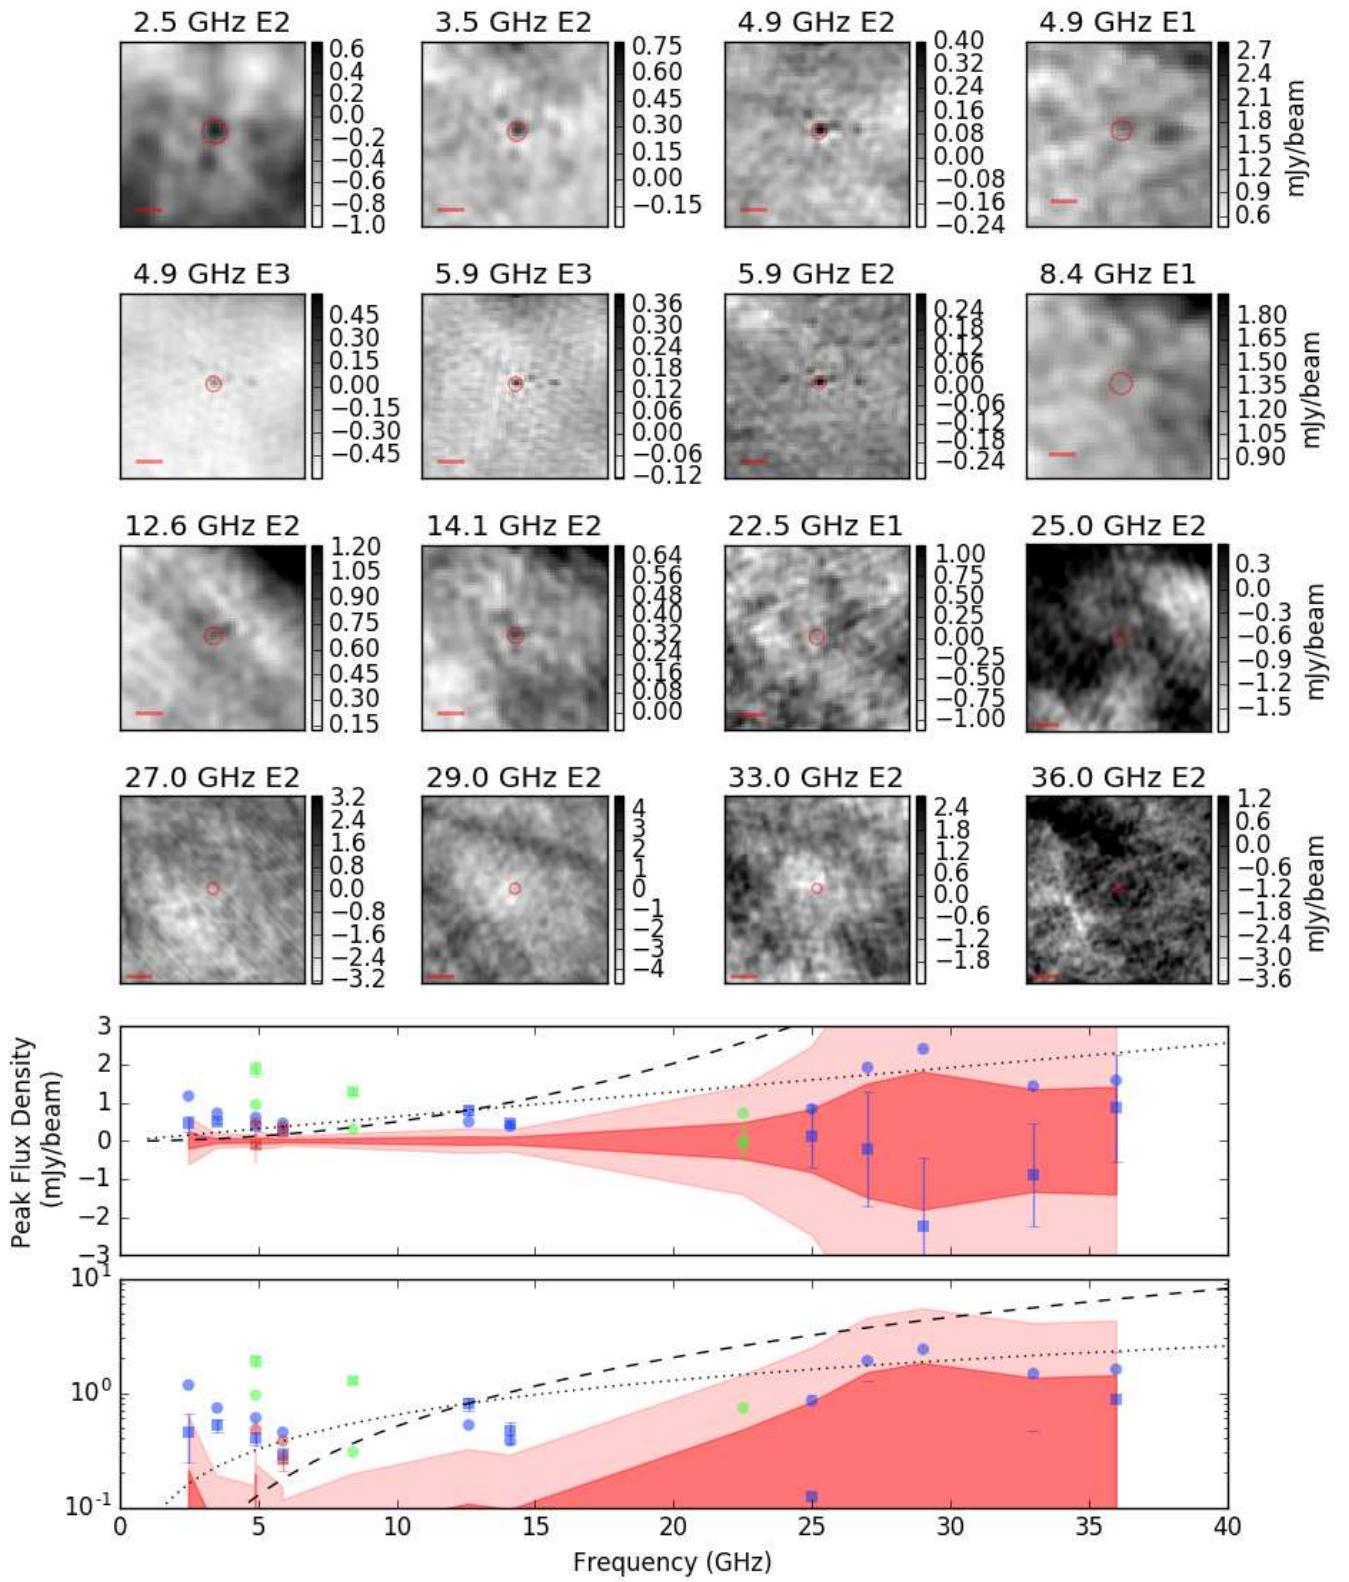 2.5 GHz E2 3.5 GHz E2 4.9 GHz E2 4.9 GHz E1
0.6 0.4 0.2 0.0 −0.2 −0.4 −0.6 −0.8 −1.0
0.75 0.60 0.45 0.30 0.15 0.00 −0.15
0.40 0.32 0.24 0.16 0.08 0.00 −0.08 −0.16 −0.24
2.7 2.4 2.1 1.8 1.5 1.2 0.9 0.6
mJy/beam
4.9 GHz E3 5.9 GHz E3 5.9 GHz E2 8.4 GHz E1
0.45 0.30 0.15 0.00 −0.15 −0.30 −0.45
0.36 0.30 0.24 0.18 0.12 0.06 0.00 −0.06 −0.12
0.24 0.18 0.12 0.06 0.00 −0.06 −0.12 −0.18 −0.24
1.80 1.65 1.50 1.35 1.20 1.05 0.90
mJy/beam
12.6 GHz E2 14.1 GHz E2 22.5 GHz E1 25.0 GHz E2
1.20 1.05 0.90 0.75 0.60 0.45 0.30 0.15
0.64 0.56 0.48 0.40 0.32 0.24 0.16 0.08 0.00
1.00 0.75 0.50 0.25 0.00 −0.25 −0.50 −0.75 −1.00
0.3 0.0 −0.3 −0.6 −0.9 −1.2 −1.5
mJy/beam
27.0 GHz E2 29.0 GHz E2 33.0 GHz E2 36.0 GHz E2
3.2 2.4 1.6 0.8 0.0 −0.8 −1.6 −2.4 −3.2
4 3 2 1 0 −1 −2 −3 −4
2.4 1.8 1.2 0.6 0.0 −0.6 −1.2 −1.8
1.2 0.6 0.0 −0.6 −1.2 −1.8 −2.4 −3.0 −3.6
mJy/beam
Peak Flux Density
(mJy/beam)
3
2
1
0
−1
−2
−3
10^1
10^0
10^-1
0 5 10 15 20 25 30 35 40
Frequency (GHz)